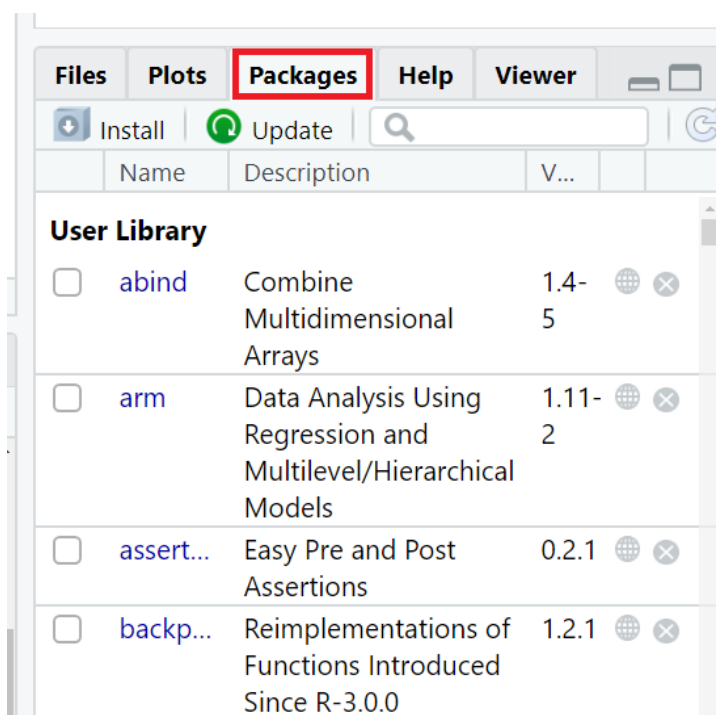 Files Plots Packages Help Viewer
Install Update
Name Description V...
User Library
abind Combine 1.4-
Multidimensional 5
Arrays
arm Data Analysis Using 1.11-
Regression and 2
Multilevel/Hierarchical
Models
assert... Easy Pre and Post 0.2.1
Assertions
backp... Reimplementations of 1.2.1
Functions Introduced
Since R-3.0.0